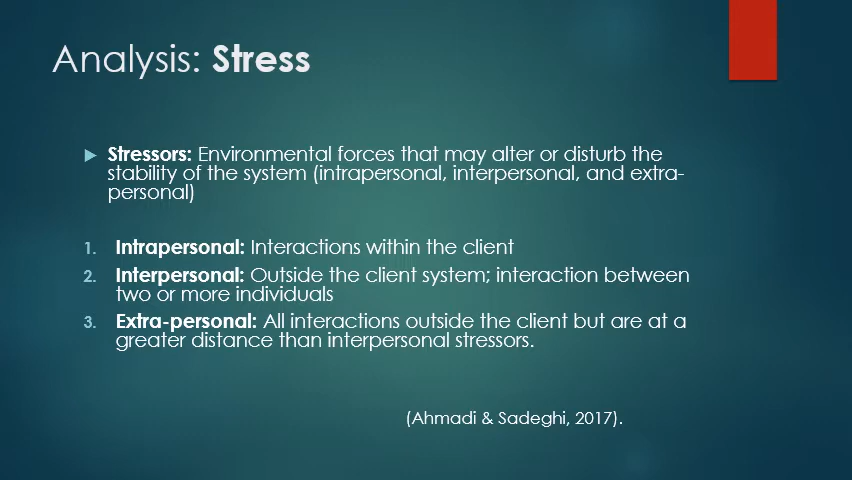 Analysis: Stress
Stressors: Environmental forces that may alter or disturb the
stability of the system (intrapersonal, interpersonal, and extra-
personal)
1. Intrapersonal: Interactions within the client
2. Interpersonal: Outside the client system; interaction between
two or more individuals
3. Extra-personal: All interactions outside the client but are at a
greater distance than interpersonal stressors.
(Ahmadi & Sadeghi, 2017).